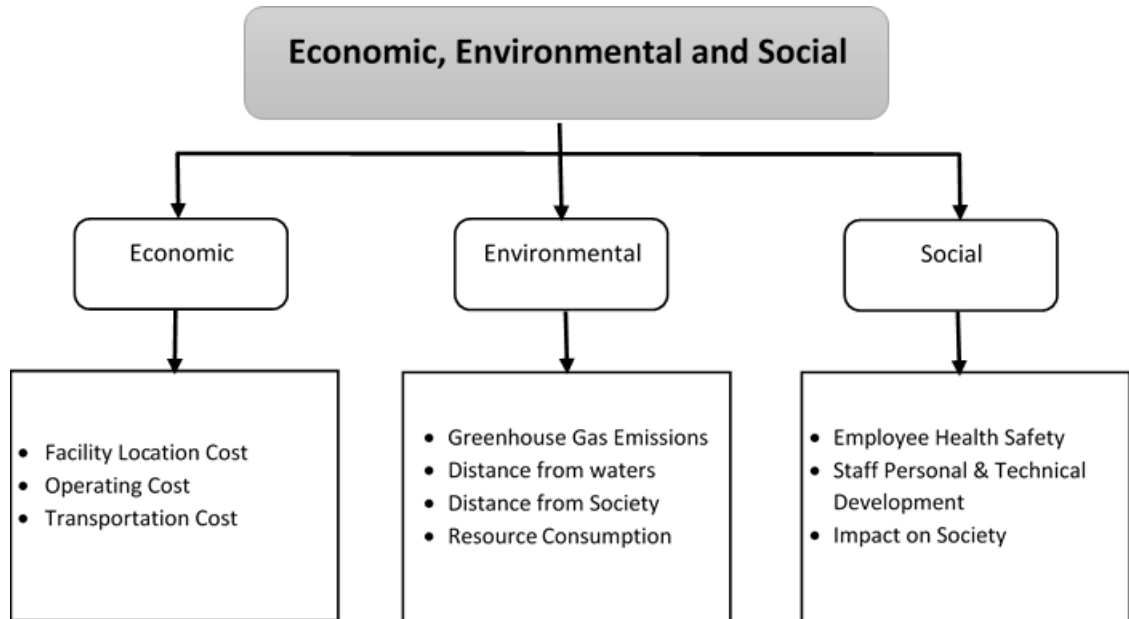 Economic, Environmental and Social
Economic
Environmental
Social
• Facility Location Cost
• Operating Cost
• Transportation Cost
• Greenhouse Gas Emissions
• Distance from waters
• Distance from Society
• Resource Consumption
• Employee Health Safety
• Staff Personal & Technical
Development
• Impact on Society